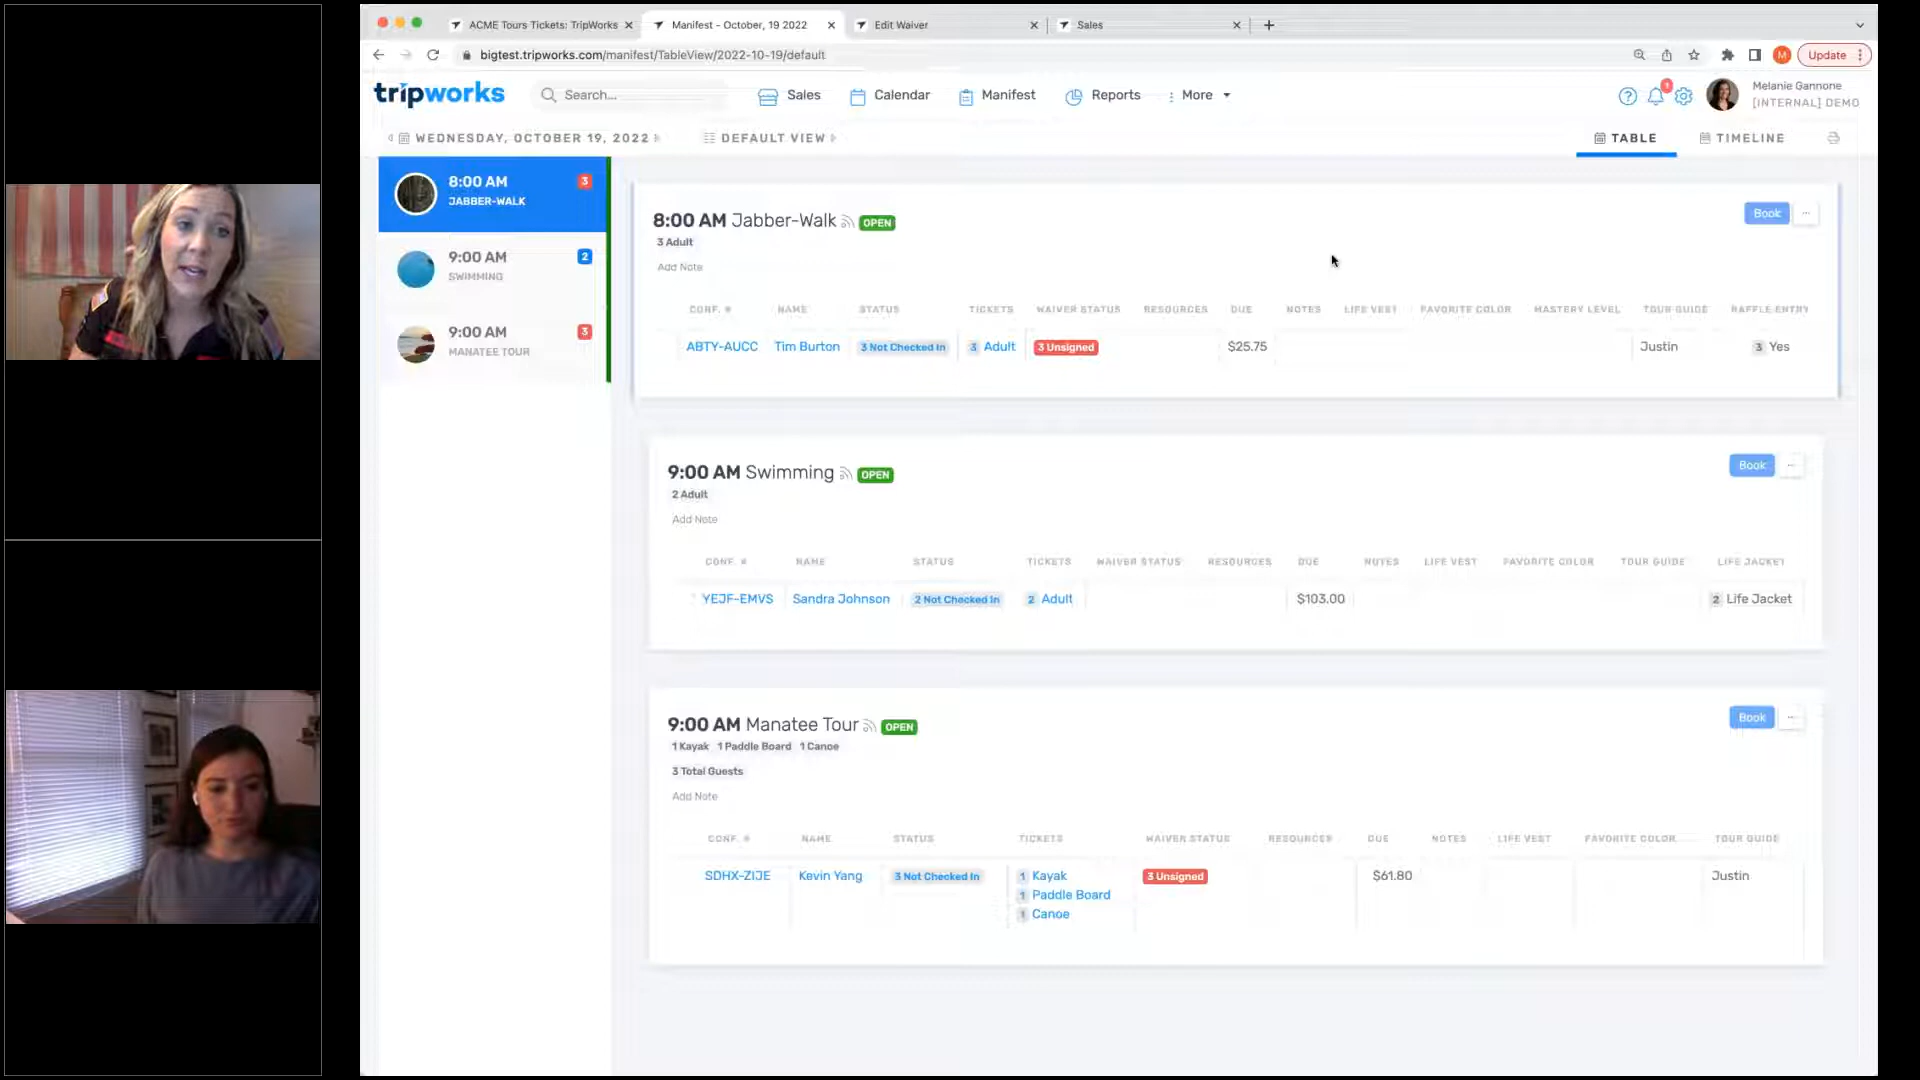 ACME Tours Tickets: TripWorks
Manifest - October, 19 2022
Edit Waiver
Sales
bigtest.tripworks.com/manifest/TableView/2022-10-19/default
M
Update
tripworks
Search...
Sales
Calendar
Manifest
Reports
More
1
Melanie Gannone
[INTERNAL] DEMO
WEDNESDAY, OCTOBER 19, 2022
DEFAULT VIEW
TABLE
TIMELINE
8:00 AM
3
JABBER-WALK
9:00 AM
2
SWIMMING
9:00 AM
3
MANATEE TOUR
8:00 AM Jabber-Walk OPEN
Book ...
3 Adult
Add Note
CONF. # NAME STATUS TICKETS WAIVER STATUS RESOURCES DUE NOTES LIFE VEST FAVORITE COLOR MASTERY LEVEL TOUR GUIDE RAFFLE ENTRY
ABTY-AUCC Tim Burton 3 Not Checked In 3 Adult 3 Unsigned $25.75 Justin 3 Yes
9:00 AM Swimming OPEN
Book ...
2 Adult
Add Note
CONF. # NAME STATUS TICKETS WAIVER STATUS RESOURCES DUE NOTES LIFE VEST FAVORITE COLOR TOUR GUIDE LIFE JACKET
YEJF-EMVS Sandra Johnson 2 Not Checked In 2 Adult $103.00 2 Life Jacket
9:00 AM Manatee Tour OPEN
Book ...
1 Kayak 1 Paddle Board 1 Canoe
3 Total Guests
Add Note
CONF. # NAME STATUS TICKETS WAIVER STATUS RESOURCES DUE NOTES LIFE VEST FAVORITE COLOR TOUR GUIDE
SDHX-ZIJE Kevin Yang 3 Not Checked In 1 Kayak 3 Unsigned $61.80 Justin
1 Paddle Board
1 Canoe